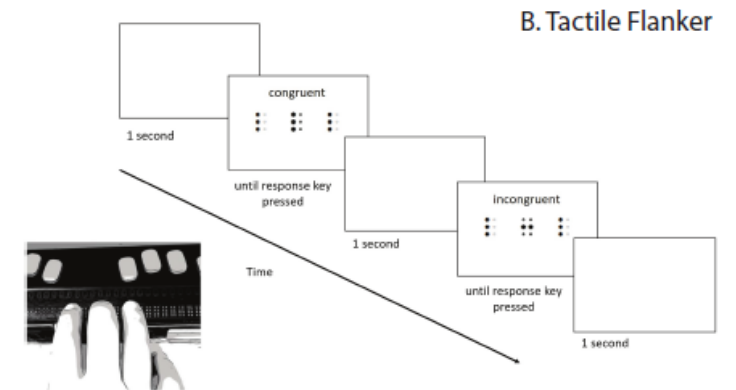 B. Tactile Flanker
congruent
1 second
until response key
pressed
incongruent
1 second
Time
until response key
pressed
1 second